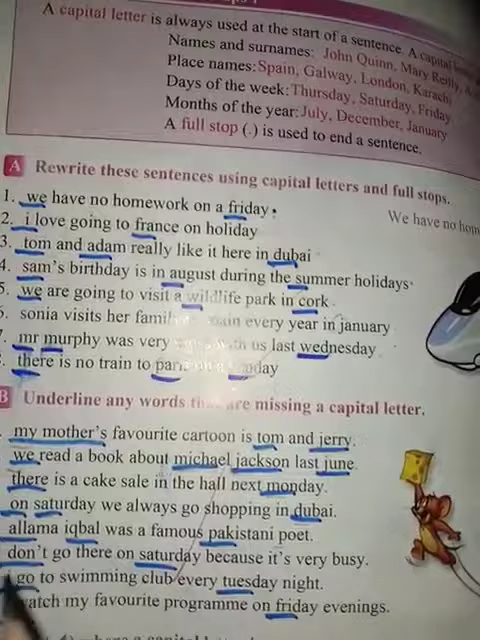 A capital letter is always used at the start of a sentence. A capital
Names and surnames: John Quinn, Mary Reilly, A
Place names: Spain, Galway, London, Karachi
Days of the week: Thursday, Saturday, Friday
Months of the year: July, December, January
A full stop (.) is used to end a sentence.
A Rewrite these sentences using capital letters and full stops.
1. we have no homework on a friday.
We have no hom
2. i love going to france on holiday
3. tom and adam really like it here in dubai
4. sam's birthday is in august during the summer holidays
5. we are going to visit a wildlife park in cork
6. sonia visits her every year in january
7. mr murphy was very with us last wednesday
there is no train to
B Underline any words that are missing a capital letter.
my mother's favourite cartoon is tom and jerry.
we read a book about michael jackson last june.
there is a cake sale in the hall next monday.
on saturday we always go shopping in dubai.
allama iqbal was a famous pakistani poet.
don't go there on saturday because it's very busy.
go to swimming club every tuesday night.
watch my favourite programme on friday evenings.